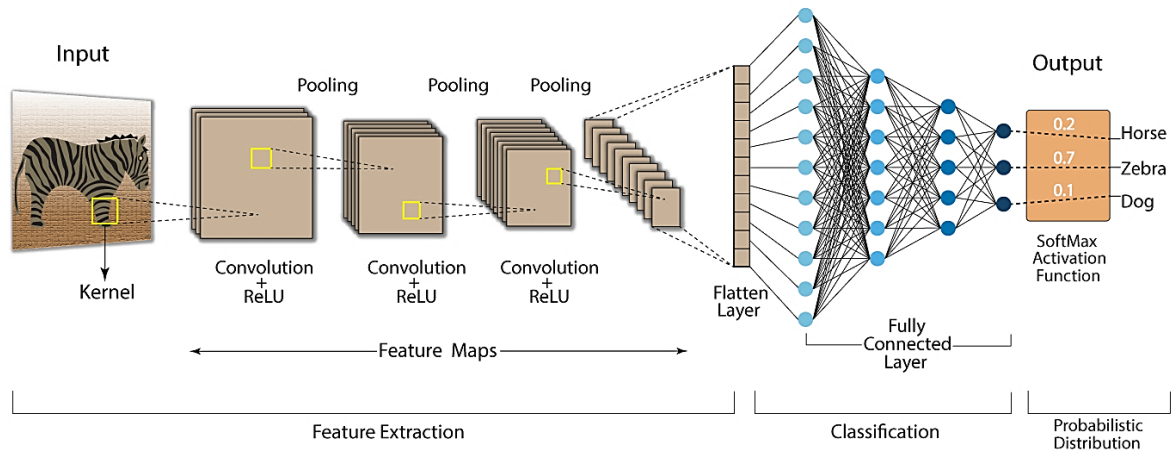 Input
Kernel
Pooling
Pooling
Pooling
Convolution
+
ReLU
Convolution
+
ReLU
Convolution
+
ReLU
Feature Maps
Flatten
Layer
Fully
Connected
Layer
Output
0.2
Horse
0.7
Zebra
0.1
Dog
SoftMax
Activation
Function
Feature Extraction
Classification
Probabilistic
Distribution